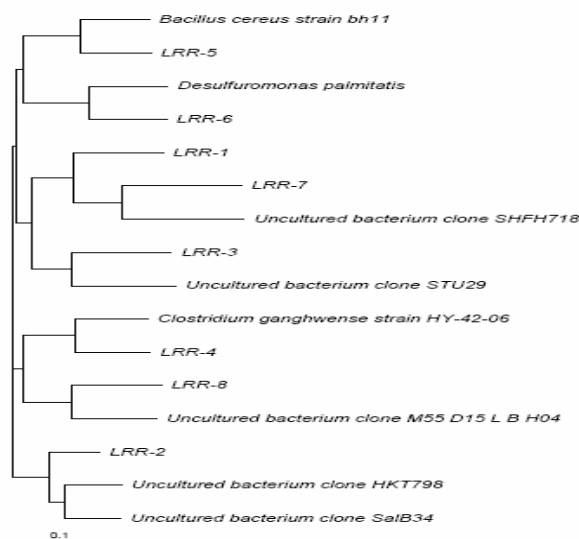 Bacillus cereus strain bh11
LRR-5
Desulfuromonas palmitatis
LRR-6
LRR-1
LRR-7
Uncultured bacterium clone SHFH718
LRR-3
Uncultured bacterium clone STU29
Clostridium ganghwense strain HY-42-06
LRR-4
LRR-8
Uncultured bacterium clone M55 D15 L B H04
LRR-2
Uncultured bacterium clone HKT798
Uncultured bacterium clone SalB34
0.1